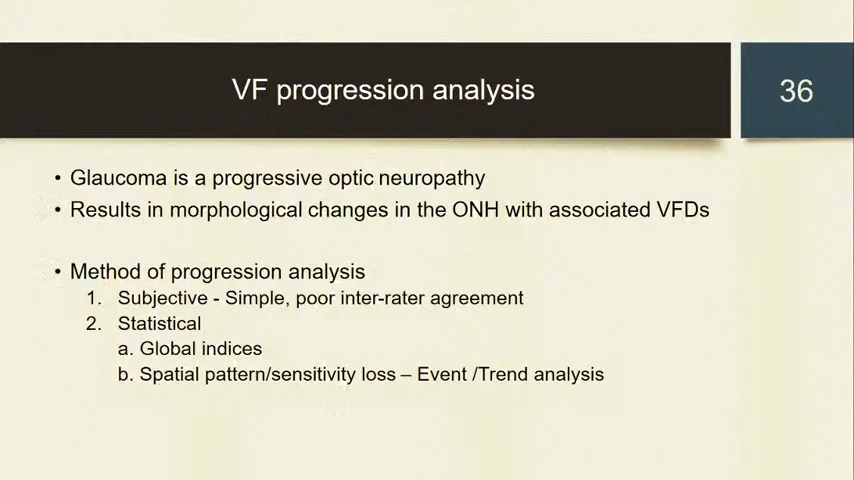 VF progression analysis
36
• Glaucoma is a progressive optic neuropathy
• Results in morphological changes in the ONH with associated VFDs
• Method of progression analysis
1. Subjective - Simple, poor inter-rater agreement
2. Statistical
a. Global indices
b. Spatial pattern/sensitivity loss – Event /Trend analysis